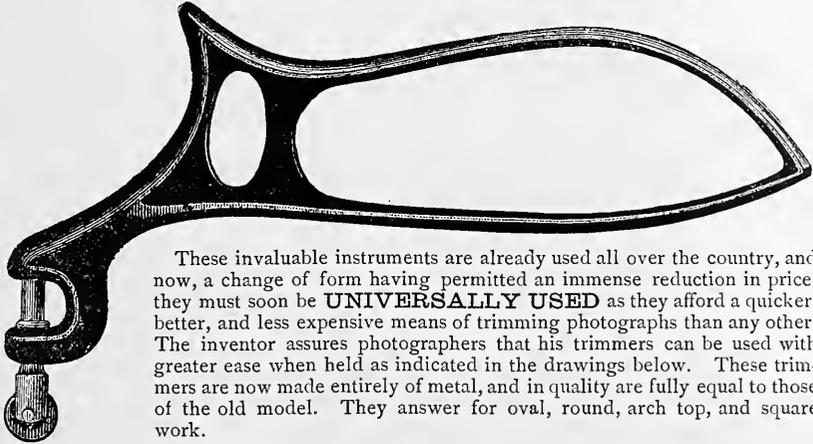 These invaluable instruments are already used all over the country, and
now, a change of form having permitted an immense reduction in price
they must soon be UNIVERSALLY USED as they afford a quicker
better, and less expensive means of trimming photographs than any other
The inventor assures photographers that his trimmers can be used with
greater ease when held as indicated in the drawings below. These trim-
mers are now made entirely of metal, and in quality are fully equal to those
of the old model. They answer for oval, round, arch top, and square
work.